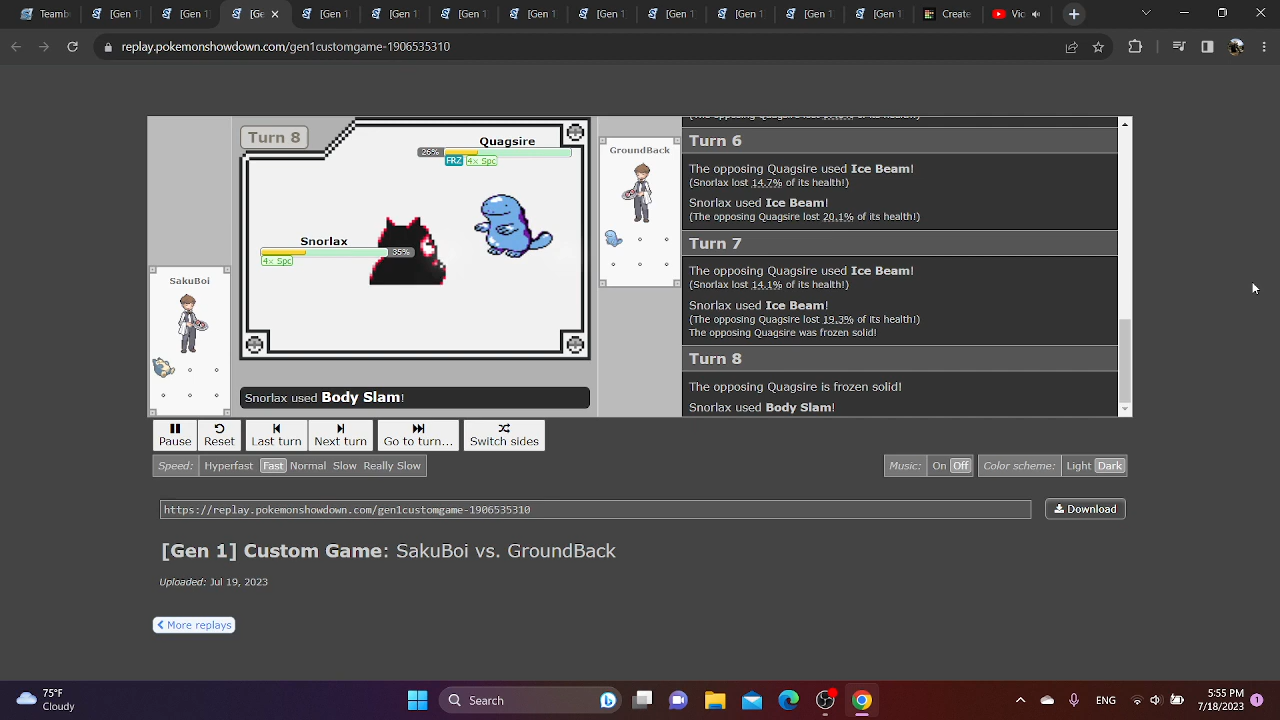 Teamb
[Gen 1]
[Gen 1]
[Ge
[Gen 1
[Gen 1
[Gen 1
[Gen 1
[Gen 1
[Gen 1
[Gen 1
[Gen 1
[Gen 1
Create
Vic
replay.pokemonshowdown.com/gen1customgame-1906535310
Turn 8
Quagsire
26%
FRZ 4× Spc
Snorlax
35%
4× Spc
SakuBoi
GroundBack
Snorlax used Body Slam!
Turn 6
The opposing Quagsire used Ice Beam!
(Snorlax lost 14.7% of its health!)
Snorlax used Ice Beam!
(The opposing Quagsire lost 20.1% of its health!)
Turn 7
The opposing Quagsire used Ice Beam!
(Snorlax lost 14.1% of its health!)
Snorlax used Ice Beam!
(The opposing Quagsire lost 19.3% of its health!)
The opposing Quagsire was frozen solid!
Turn 8
The opposing Quagsire is frozen solid!
Snorlax used Body Slam!
Pause Reset Last turn Next turn Go to turn... Switch sides
Speed: Hyperfast Fast Normal Slow Really Slow
Music: On Off Color scheme: Light Dark
https://replay.pokemonshowdown.com/gen1customgame-1906535310
Download
[Gen 1] Custom Game: SakuBoi vs. GroundBack
Uploaded: Jul 19, 2023
More replays
75°F
Cloudy
Search
ENG
5:55 PM
7/18/2023
1